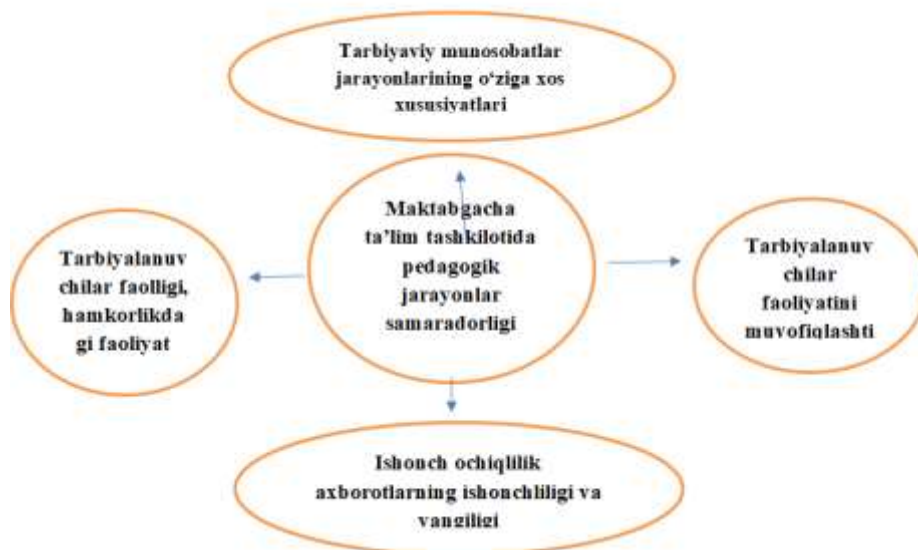 Tarbiyaviy munosobatlar
jarayonlarining o‘ziga xos
xususiyatlari
Maktabgacha
ta’lim tashkilotida
pedagogik
jarayonlar
samaradorligi
Tarbiyalanuv
chilar faolligi,
hamkorlikda
gi faoliyat
Tarbiyalanuv
chilar
faoliyatini
muvofiqlashti
Ishonch ochiqlilik
axborotlarning ishonchliligi va
yangiligi